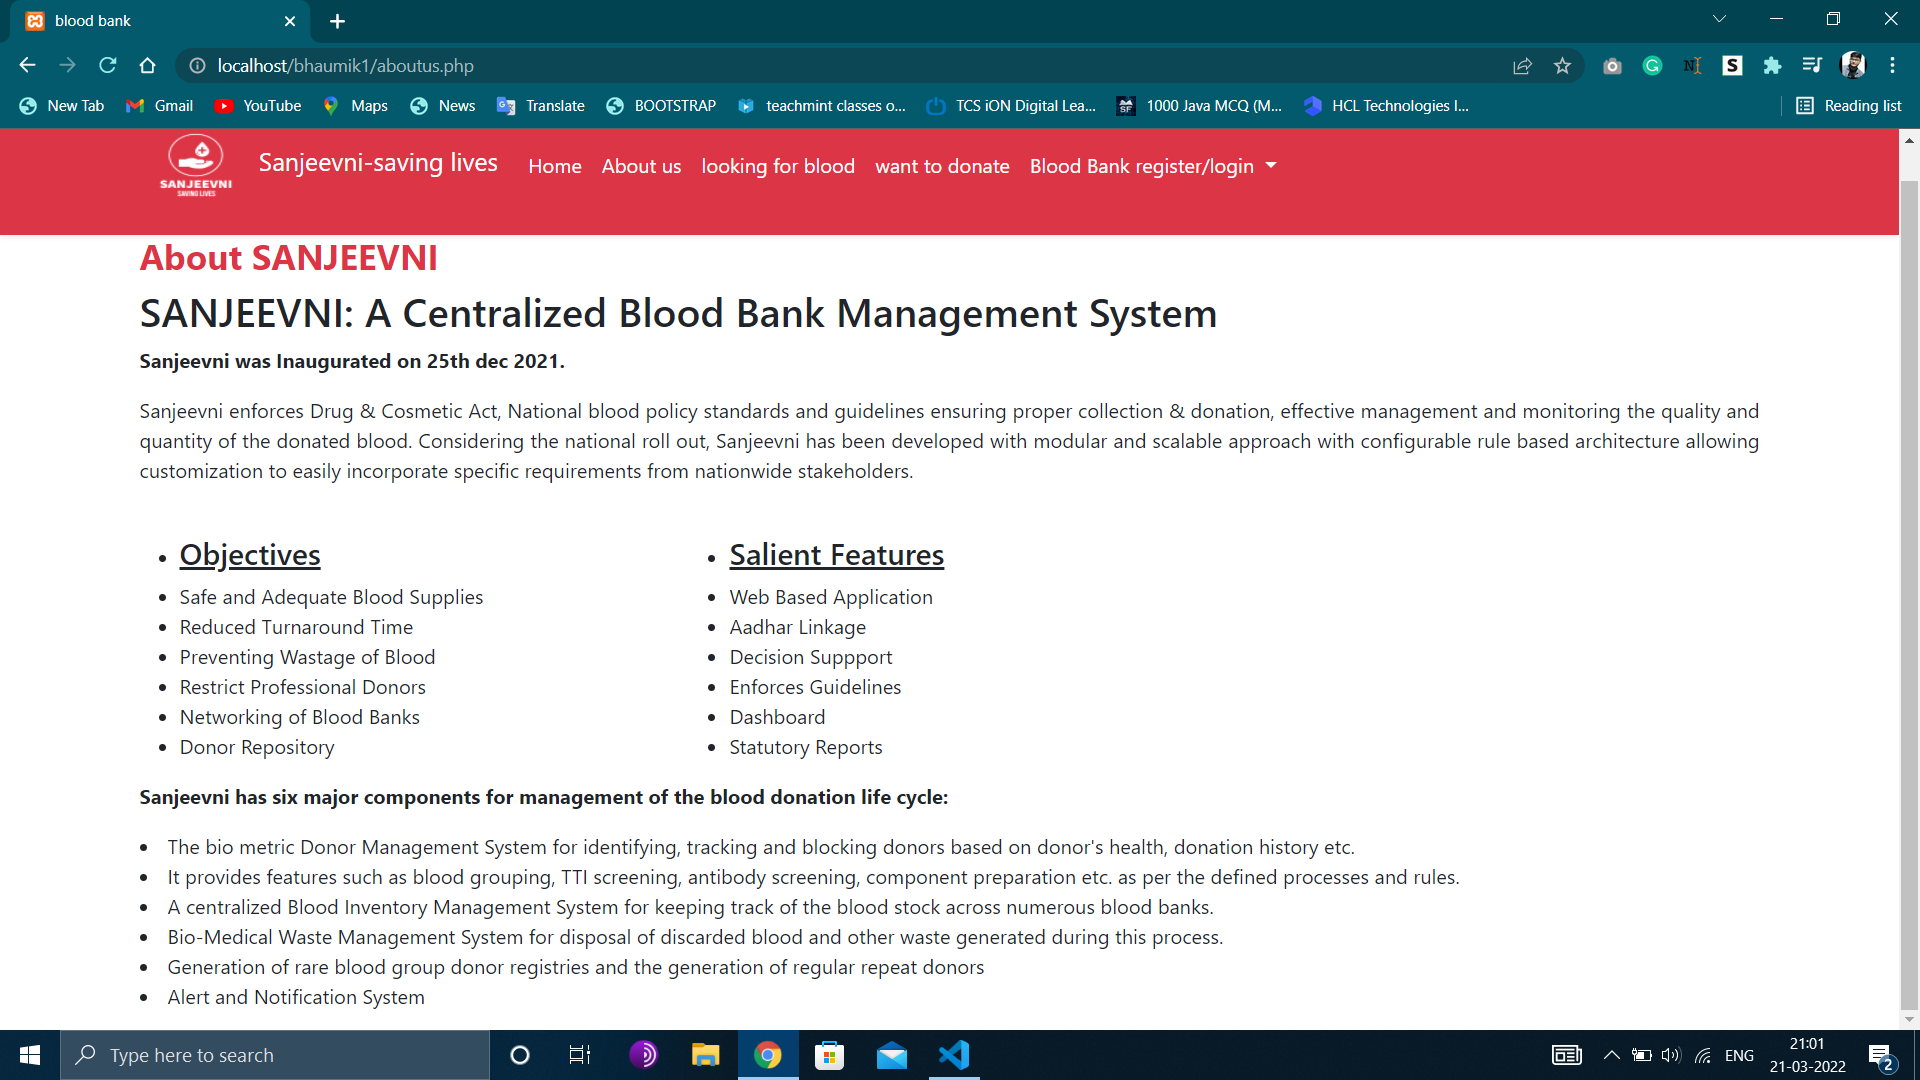 blood bank
localhost/bhaumik1/aboutus.php
New Tab Gmail YouTube Maps News Translate BOOTSTRAP teachmint classes o... TCS iON Digital Lea... 1000 Java MCQ (M... HCL Technologies I... Reading list
SANJEEVNI
SAVING LIVES
Sanjeevni-saving lives Home About us looking for blood want to donate Blood Bank register/login
About SANJEEVNI
SANJEEVNI: A Centralized Blood Bank Management System
Sanjeevni was Inaugurated on 25th dec 2021.
Sanjeevni enforces Drug & Cosmetic Act, National blood policy standards and guidelines ensuring proper collection & donation, effective management and monitoring the quality and
quantity of the donated blood. Considering the national roll out, Sanjeevni has been developed with modular and scalable approach with configurable rule based architecture allowing
customization to easily incorporate specific requirements from nationwide stakeholders.
• Objectives
• Safe and Adequate Blood Supplies
• Reduced Turnaround Time
• Preventing Wastage of Blood
• Restrict Professional Donors
• Networking of Blood Banks
• Donor Repository
• Salient Features
• Web Based Application
• Aadhar Linkage
• Decision Suppport
• Enforces Guidelines
• Dashboard
• Statutory Reports
Sanjeevni has six major components for management of the blood donation life cycle:
• The bio metric Donor Management System for identifying, tracking and blocking donors based on donor's health, donation history etc.
• It provides features such as blood grouping, TTI screening, antibody screening, component preparation etc. as per the defined processes and rules.
• A centralized Blood Inventory Management System for keeping track of the blood stock across numerous blood banks.
• Bio-Medical Waste Management System for disposal of discarded blood and other waste generated during this process.
• Generation of rare blood group donor registries and the generation of regular repeat donors
• Alert and Notification System
Type here to search
ENG
21:01
21-03-2022
2